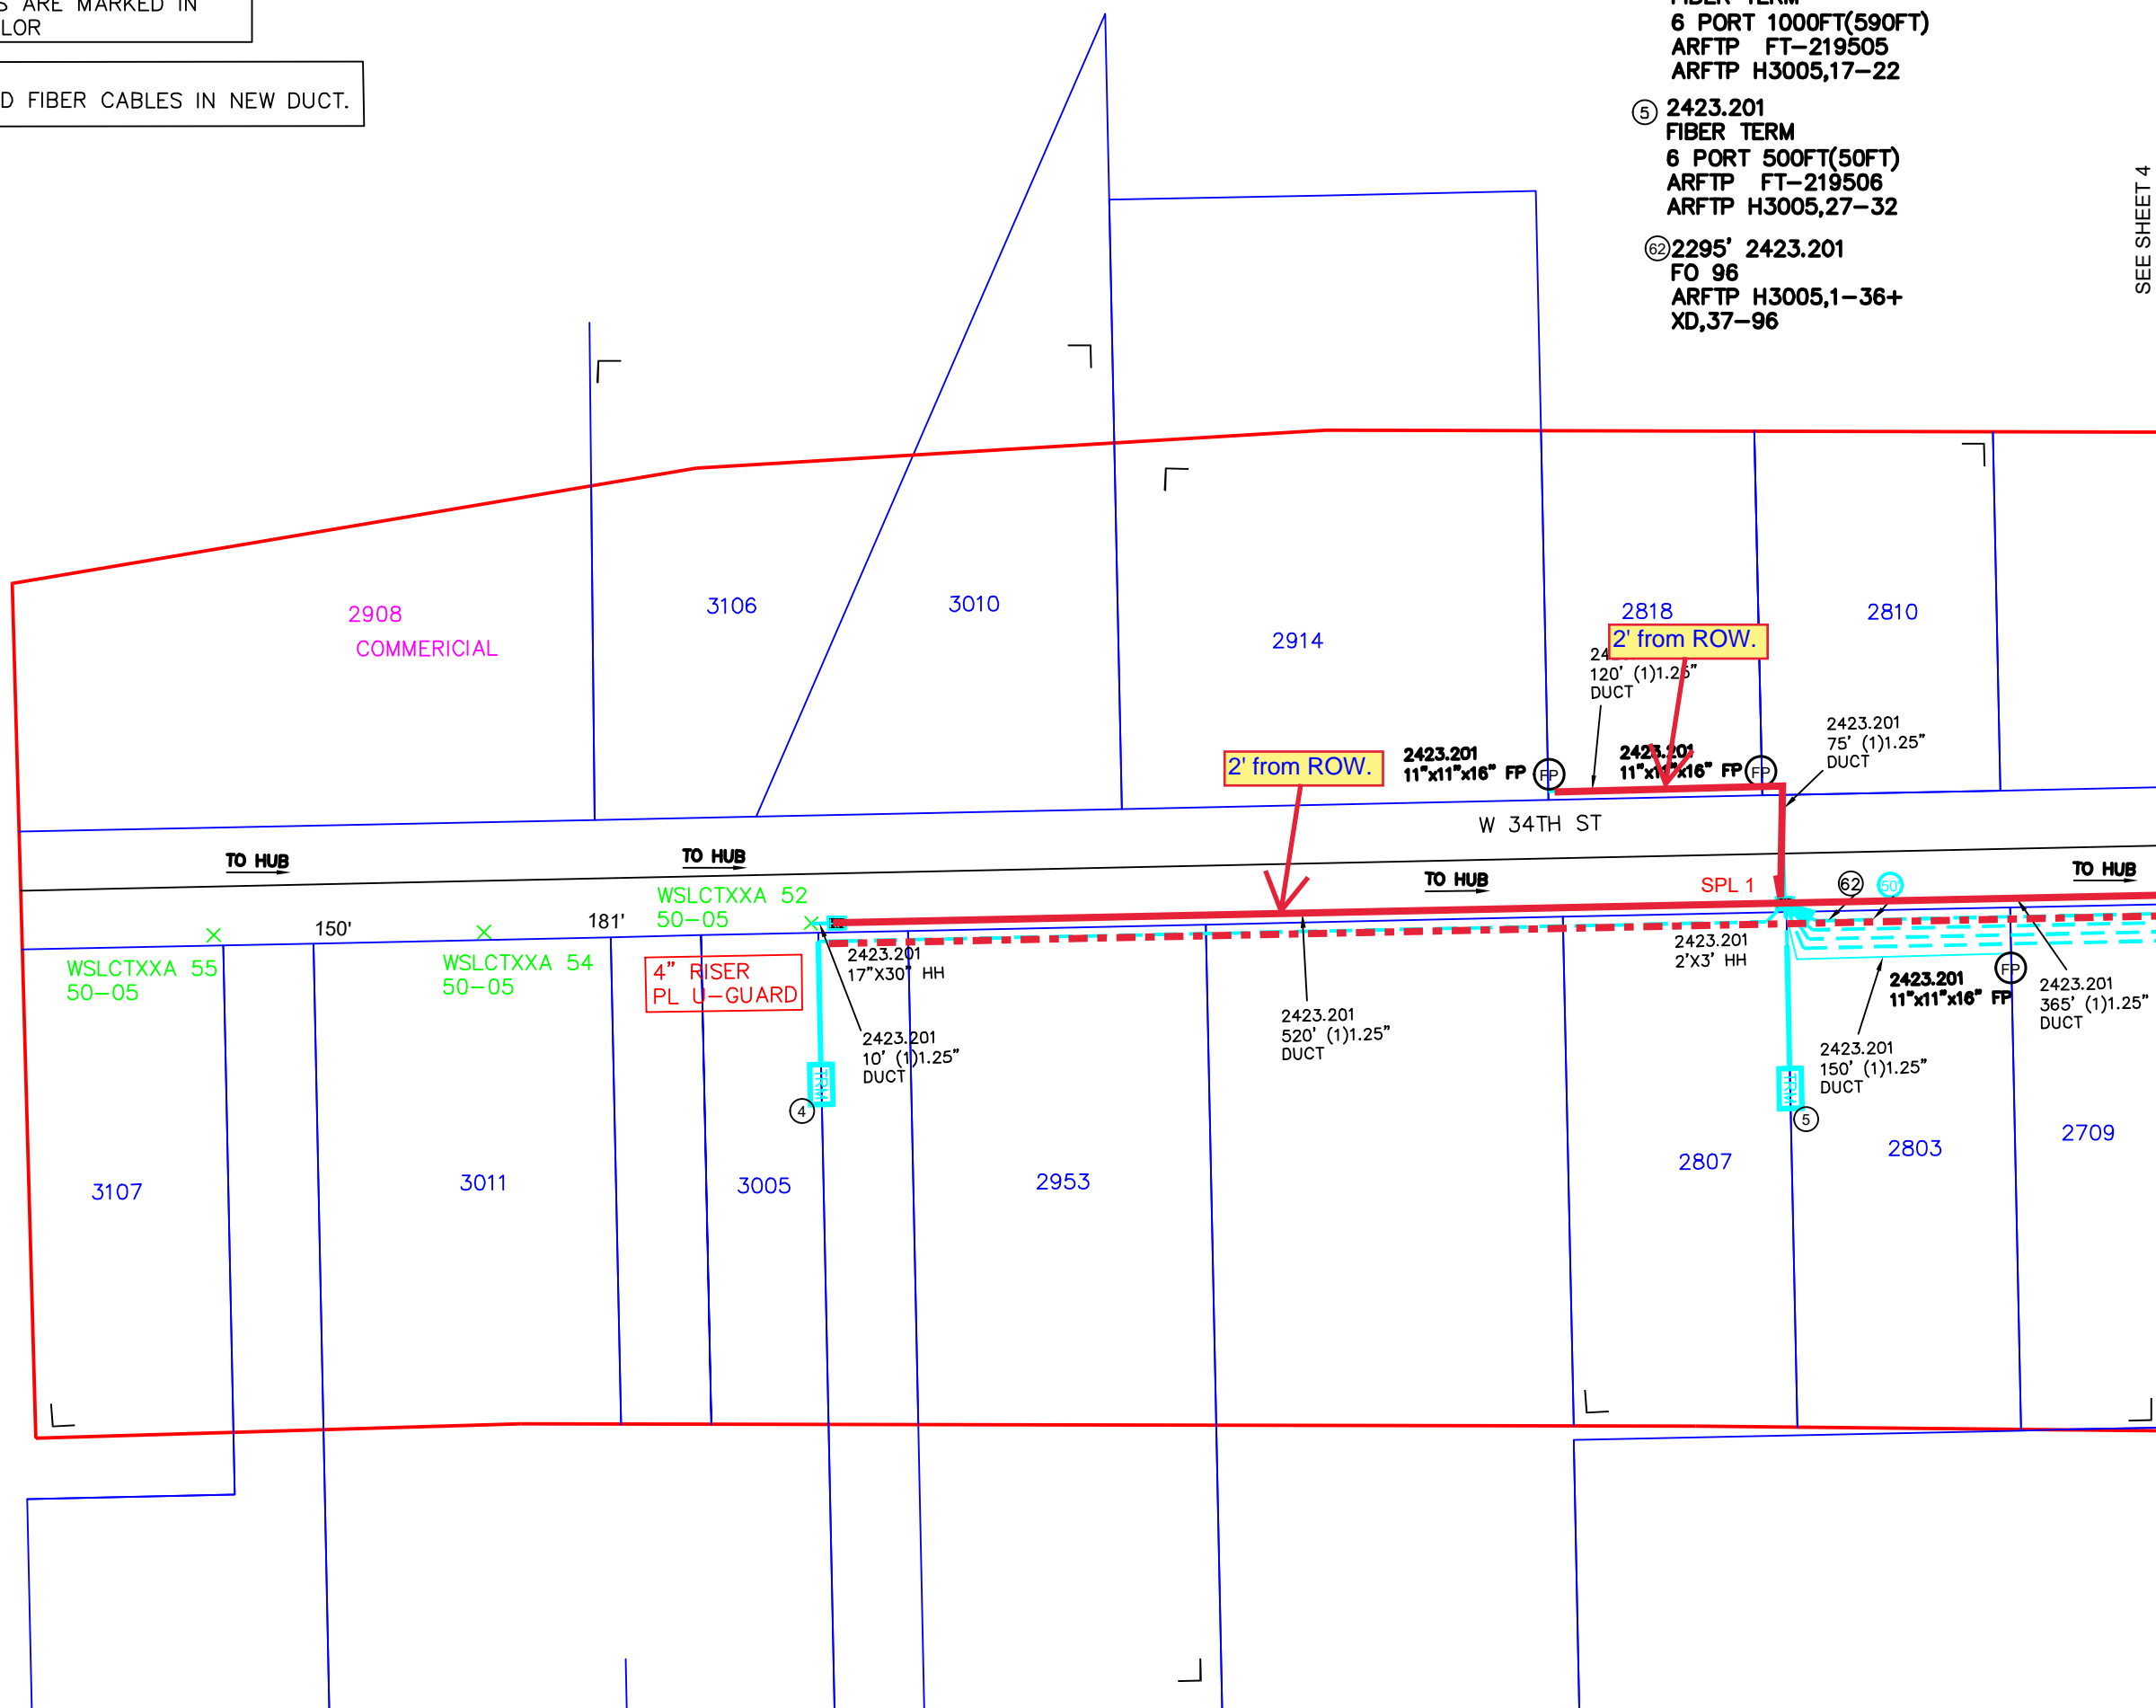 S ARE MARKED IN
LOR
D FIBER CABLES IN NEW DUCT.
FIBER TERM
6 PORT 1000FT(590FT)
ARFTP FT-219505
ARFTP H3005,17-22
5
2423.201
FIBER TERM
6 PORT 500FT(50FT)
ARFTP FT-219506
ARFTP H3005,27-32
62
2295' 2423.201
FO 96
ARFTP H3005,1-36+
XD,37-96
SEE SHEET 4
2908
COMMERICIAL
3106
3010
2914
2818
2810
2' from ROW.
24
120' (1)1.25"
DUCT
2423.201
75' (1)1.25"
DUCT
2' from ROW.
2423.201
11"x11"x16" FP
FP
2423.201
11"x11"x16" FP
FP
W 34TH ST
TO HUB
TO HUB
TO HUB
TO HUB
WSLCTXXA 52
50-05
SPL 1
62
50'
150'
181'
WSLCTXXA 55
50-05
WSLCTXXA 54
50-05
4" RISER
PL U-GUARD
2423.201
17"X30" HH
2423.201
10' (1)1.25"
DUCT
2423.201
520' (1)1.25"
DUCT
2423.201
2'X3' HH
2423.201
11"x11"x16" FP
FP
2423.201
365' (1)1.25"
DUCT
2423.201
150' (1)1.25"
DUCT
TRM
4
TRM
5
3107
3011
3005
2953
2807
2803
2709